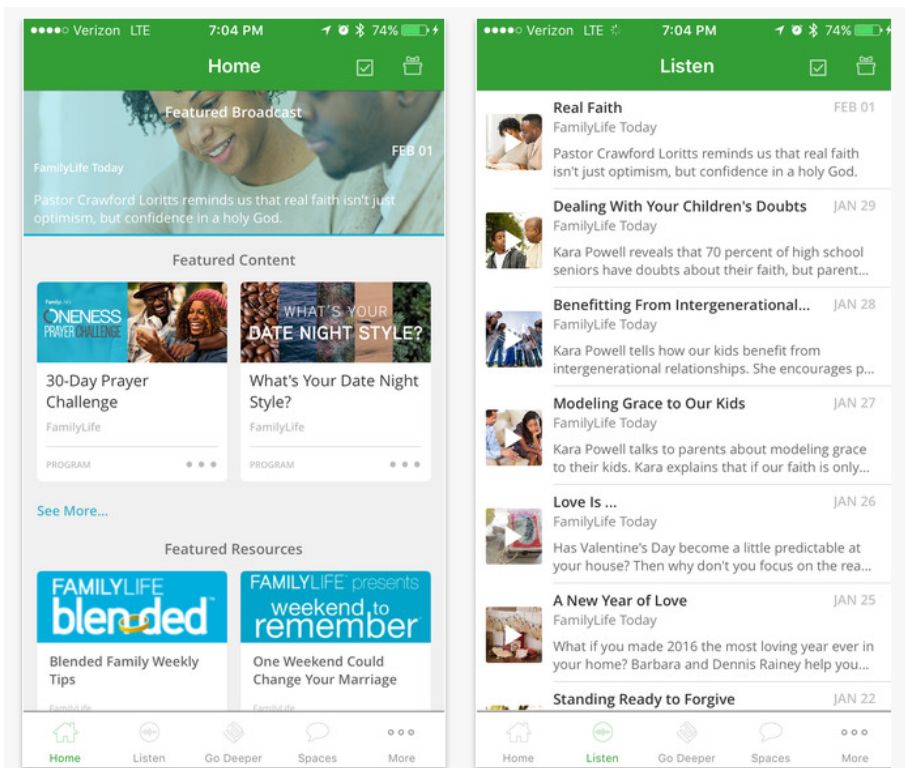 Verizon LTE 7:04 PM 74%
Home
Featured Broadcast
FEB 01
FamilyLife Today
Pastor Crawford Loritts reminds us that real faith isn't just
optimism, but confidence in a holy God.
Featured Content
FamilyLife's
ONENESS
PRAYER CHALLENGE
30-Day Prayer
Challenge
FamilyLife
PROGRAM
WHAT'S YOUR
DATE NIGHT STYLE?
What's Your Date Night
Style?
FamilyLife
PROGRAM
See More...
Featured Resources
FAMILYLIFE
blended™
Blended Family Weekly
Tips
FamilyLife
FAMILYLIFE presents
weekend to
remember
One Weekend Could
Change Your Marriage
FamilyLife
Home Listen Go Deeper Spaces More
Verizon LTE 7:04 PM 74%
Listen
Real Faith FEB 01
FamilyLife Today
Pastor Crawford Loritts reminds us that real faith
isn't just optimism, but confidence in a holy God.
Dealing With Your Children's Doubts JAN 29
FamilyLife Today
Kara Powell reveals that 70 percent of high school
seniors have doubts about their faith, but parent...
Benefitting From Intergenerational... JAN 28
FamilyLife Today
Kara Powell tells how our kids benefit from
intergenerational relationships. She encourages p...
Modeling Grace to Our Kids JAN 27
FamilyLife Today
Kara Powell talks to parents about modeling grace
to their kids. Kara explains that if our faith is only...
Love Is ... JAN 26
FamilyLife Today
Has Valentine's Day become a little predictable at
your house? Then why don't you focus on the rea...
A New Year of Love JAN 25
FamilyLife Today
What if you made 2016 the most loving year ever in
your home? Barbara and Dennis Rainey help you...
Standing Ready to Forgive JAN 22
Home Listen Go Deeper Spaces More